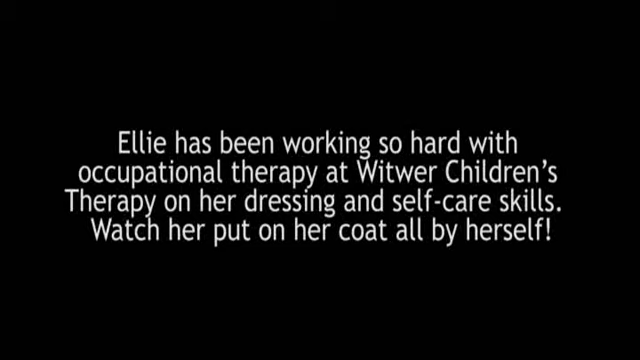 Ellie has been working so hard with
occupational therapy at Witwer Children's
Therapy on her dressing and self-care skills.
Watch her put on her coat all by herself!